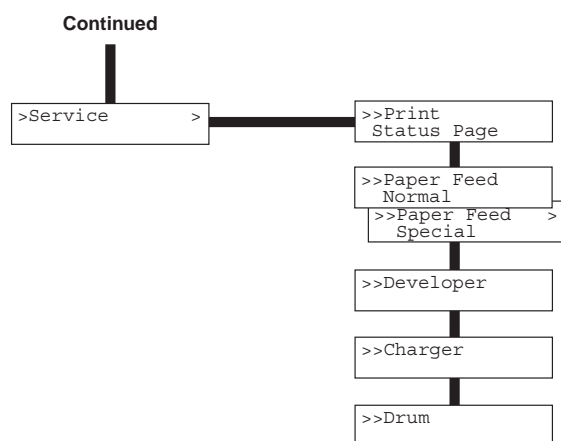 Continued
>Service >
>>Print
Status Page
>>Paper Feed
Normal
>>Paper Feed >
Special
>>Developer
>>Charger
>>Drum